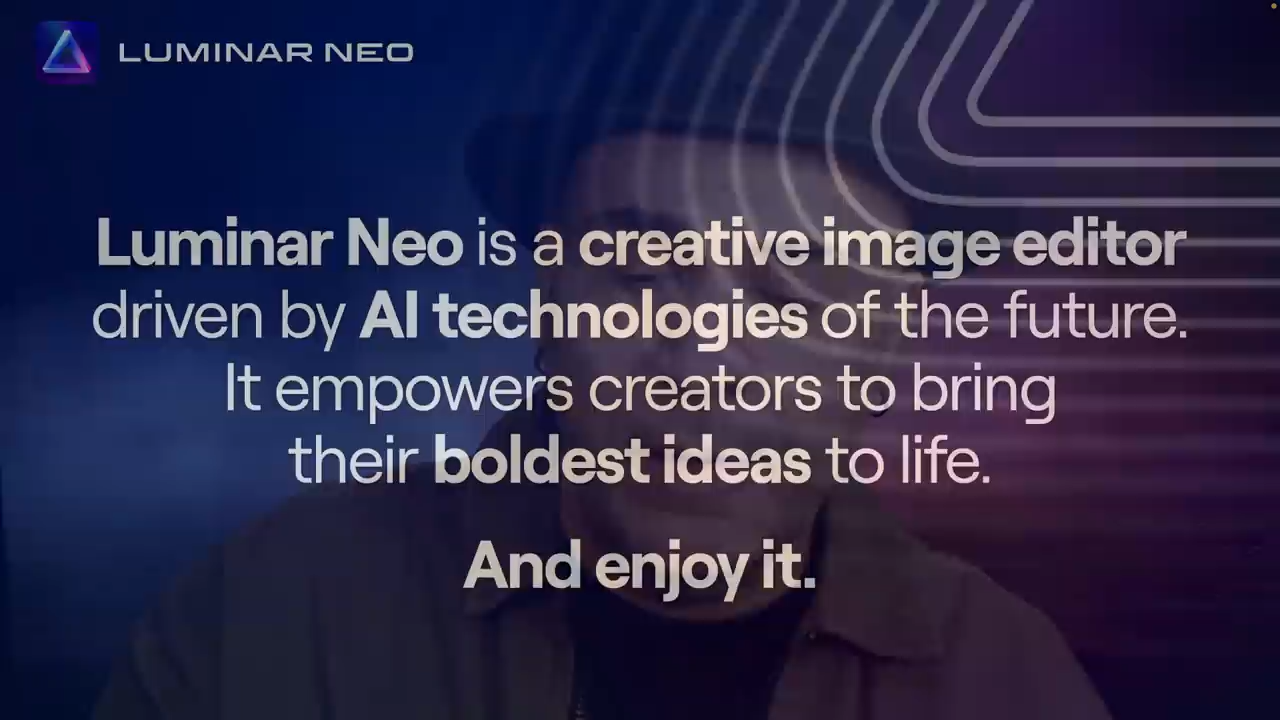 LUMINAR NEO
Luminar Neo is a creative image editor
driven by AI technologies of the future.
It empowers creators to bring
their boldest ideas to life.
And enjoy it.